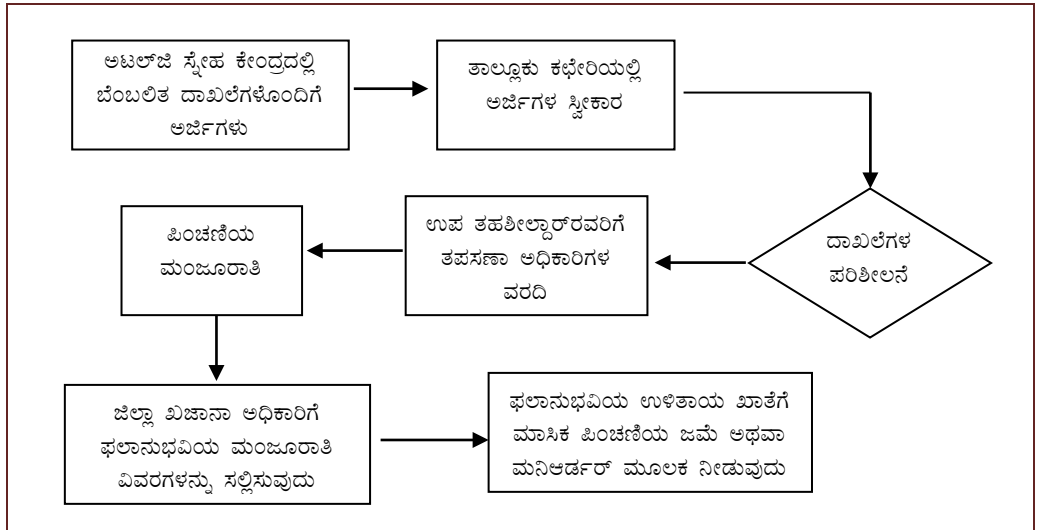 ಅಟಲ್‌ಜಿ ಸ್ನೇಹ ಕೇಂದ್ರದಲ್ಲಿ
ಬೆಂಬಲಿತ ದಾಖಲೆಗಳೊಂದಿಗೆ
ಅರ್ಜಿಗಳು
ತಾಲ್ಲೂಕು ಕಛೇರಿಯಲ್ಲಿ
ಅರ್ಜಿಗಳ ಸ್ವೀಕಾರ
ದಾಖಲೆಗಳ
ಪರಿಶೀಲನೆ
ಉಪ ತಹಶೀಲ್ದಾರ್‌ರವರಿಗೆ
ತಪಸಣಾ ಅಧಿಕಾರಿಗಳ
ವರದಿ
ಪಿಂಚಣಿಯ
ಮಂಜೂರಾತಿ
ಜಿಲ್ಲಾ ಖಜಾನಾ ಅಧಿಕಾರಿಗೆ
ಫಲಾನುಭವಿಯ ಮಂಜೂರಾತಿ
ವಿವರಗಳನ್ನು ಸಲ್ಲಿಸುವುದು
ಫಲಾನುಭವಿಯ ಉಳಿತಾಯ ಖಾತೆಗೆ
ಮಾಸಿಕ ಪಿಂಚಣಿಯ ಜಮೆ ಅಥವಾ
ಮನಿಆರ್ಡರ್ ಮೂಲಕ ನೀಡುವುದು